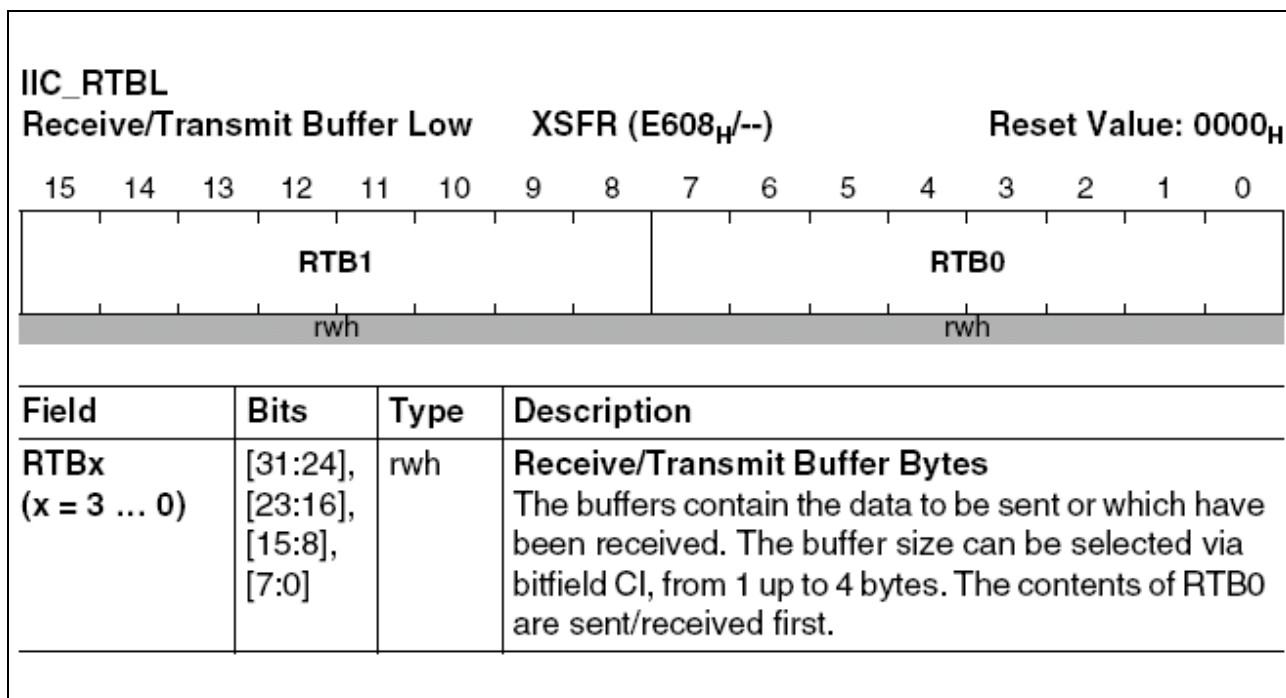 IIC_RTBL
Receive/Transmit Buffer Low XSFR (E608H/--) Reset Value: 0000H
15 14 13 12 11 10 9 8 7 6 5 4 3 2 1 0
RTB1 RTB0
rwh rwh
Field Bits Type Description
RTBx [31:24], rwh Receive/Transmit Buffer Bytes
(x = 3 ... 0) [23:16], The buffers contain the data to be sent or which have
[15:8], been received. The buffer size can be selected via
[7:0] bitfield CI, from 1 up to 4 bytes. The contents of RTB0
are sent/received first.